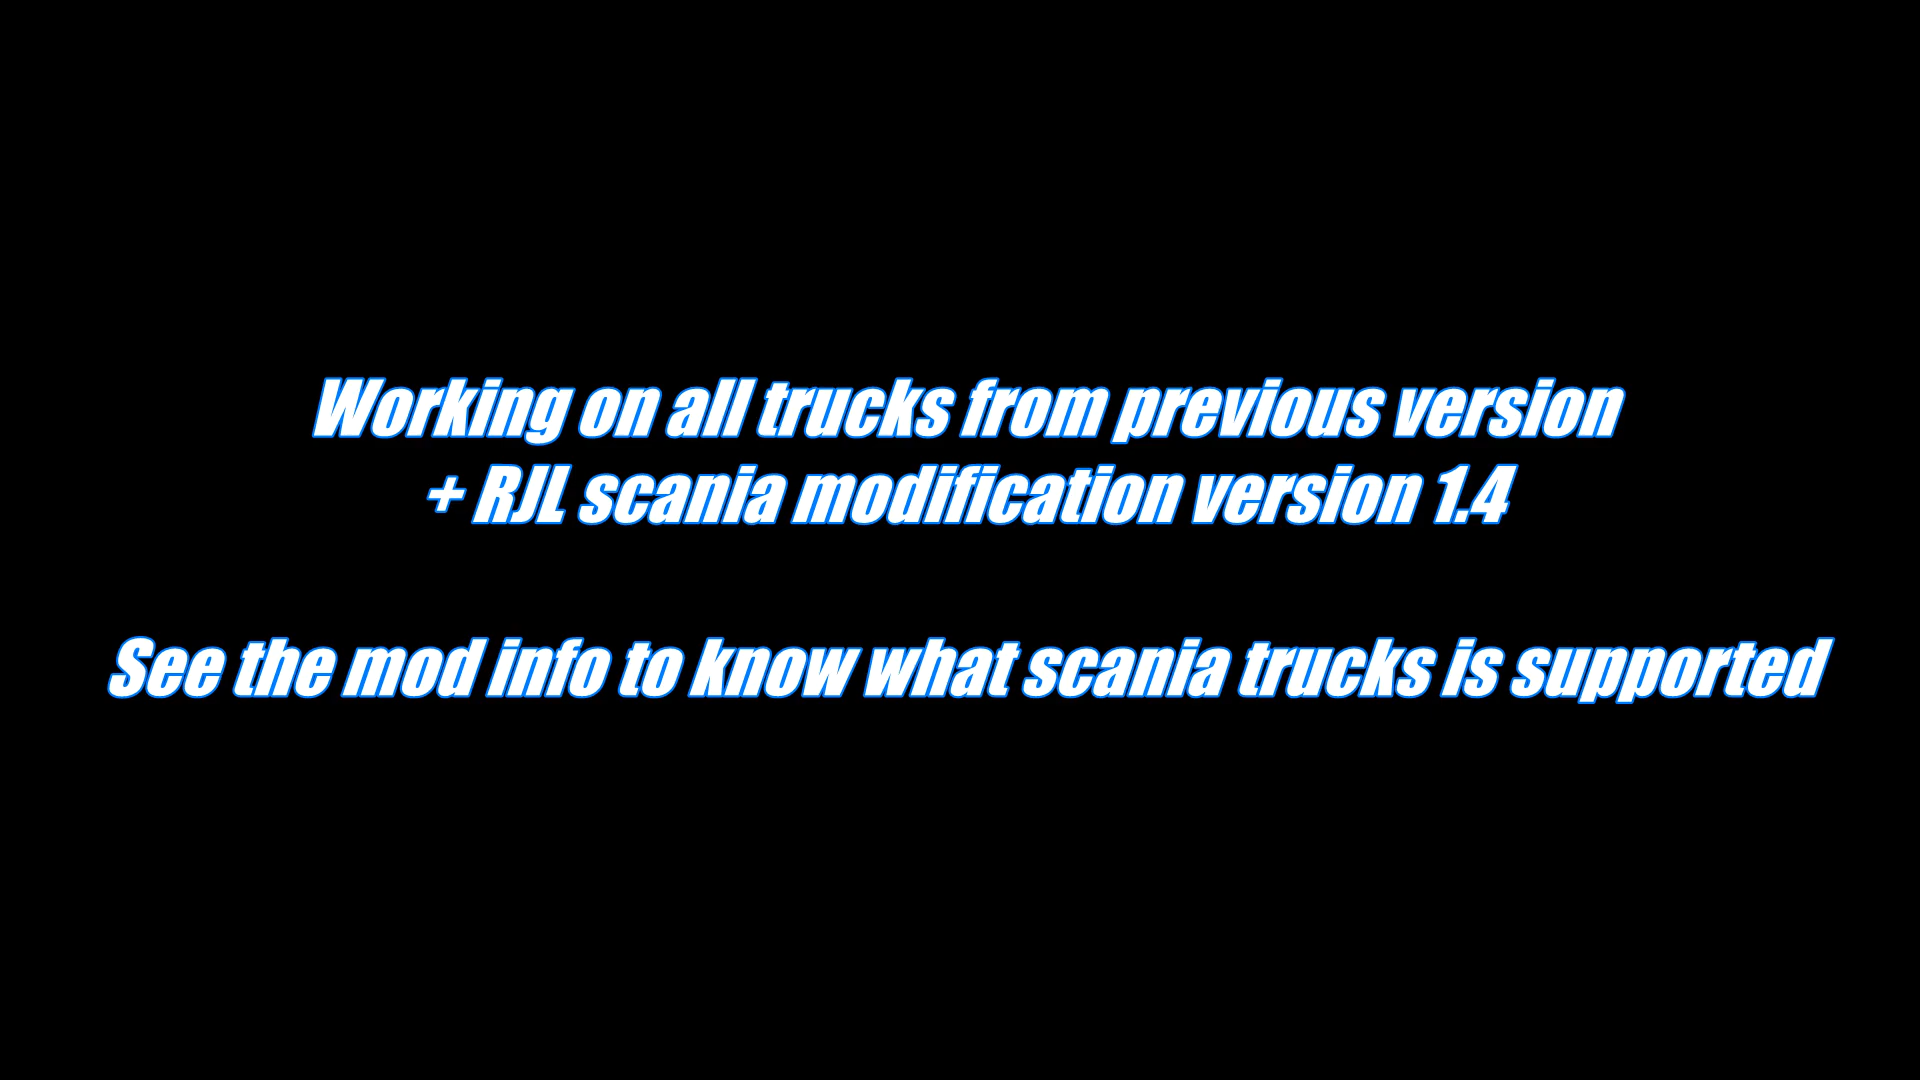 Working on all trucks from previous version
+ RJL scania modification version 1.4
See the mod info to know what scania trucks is supported